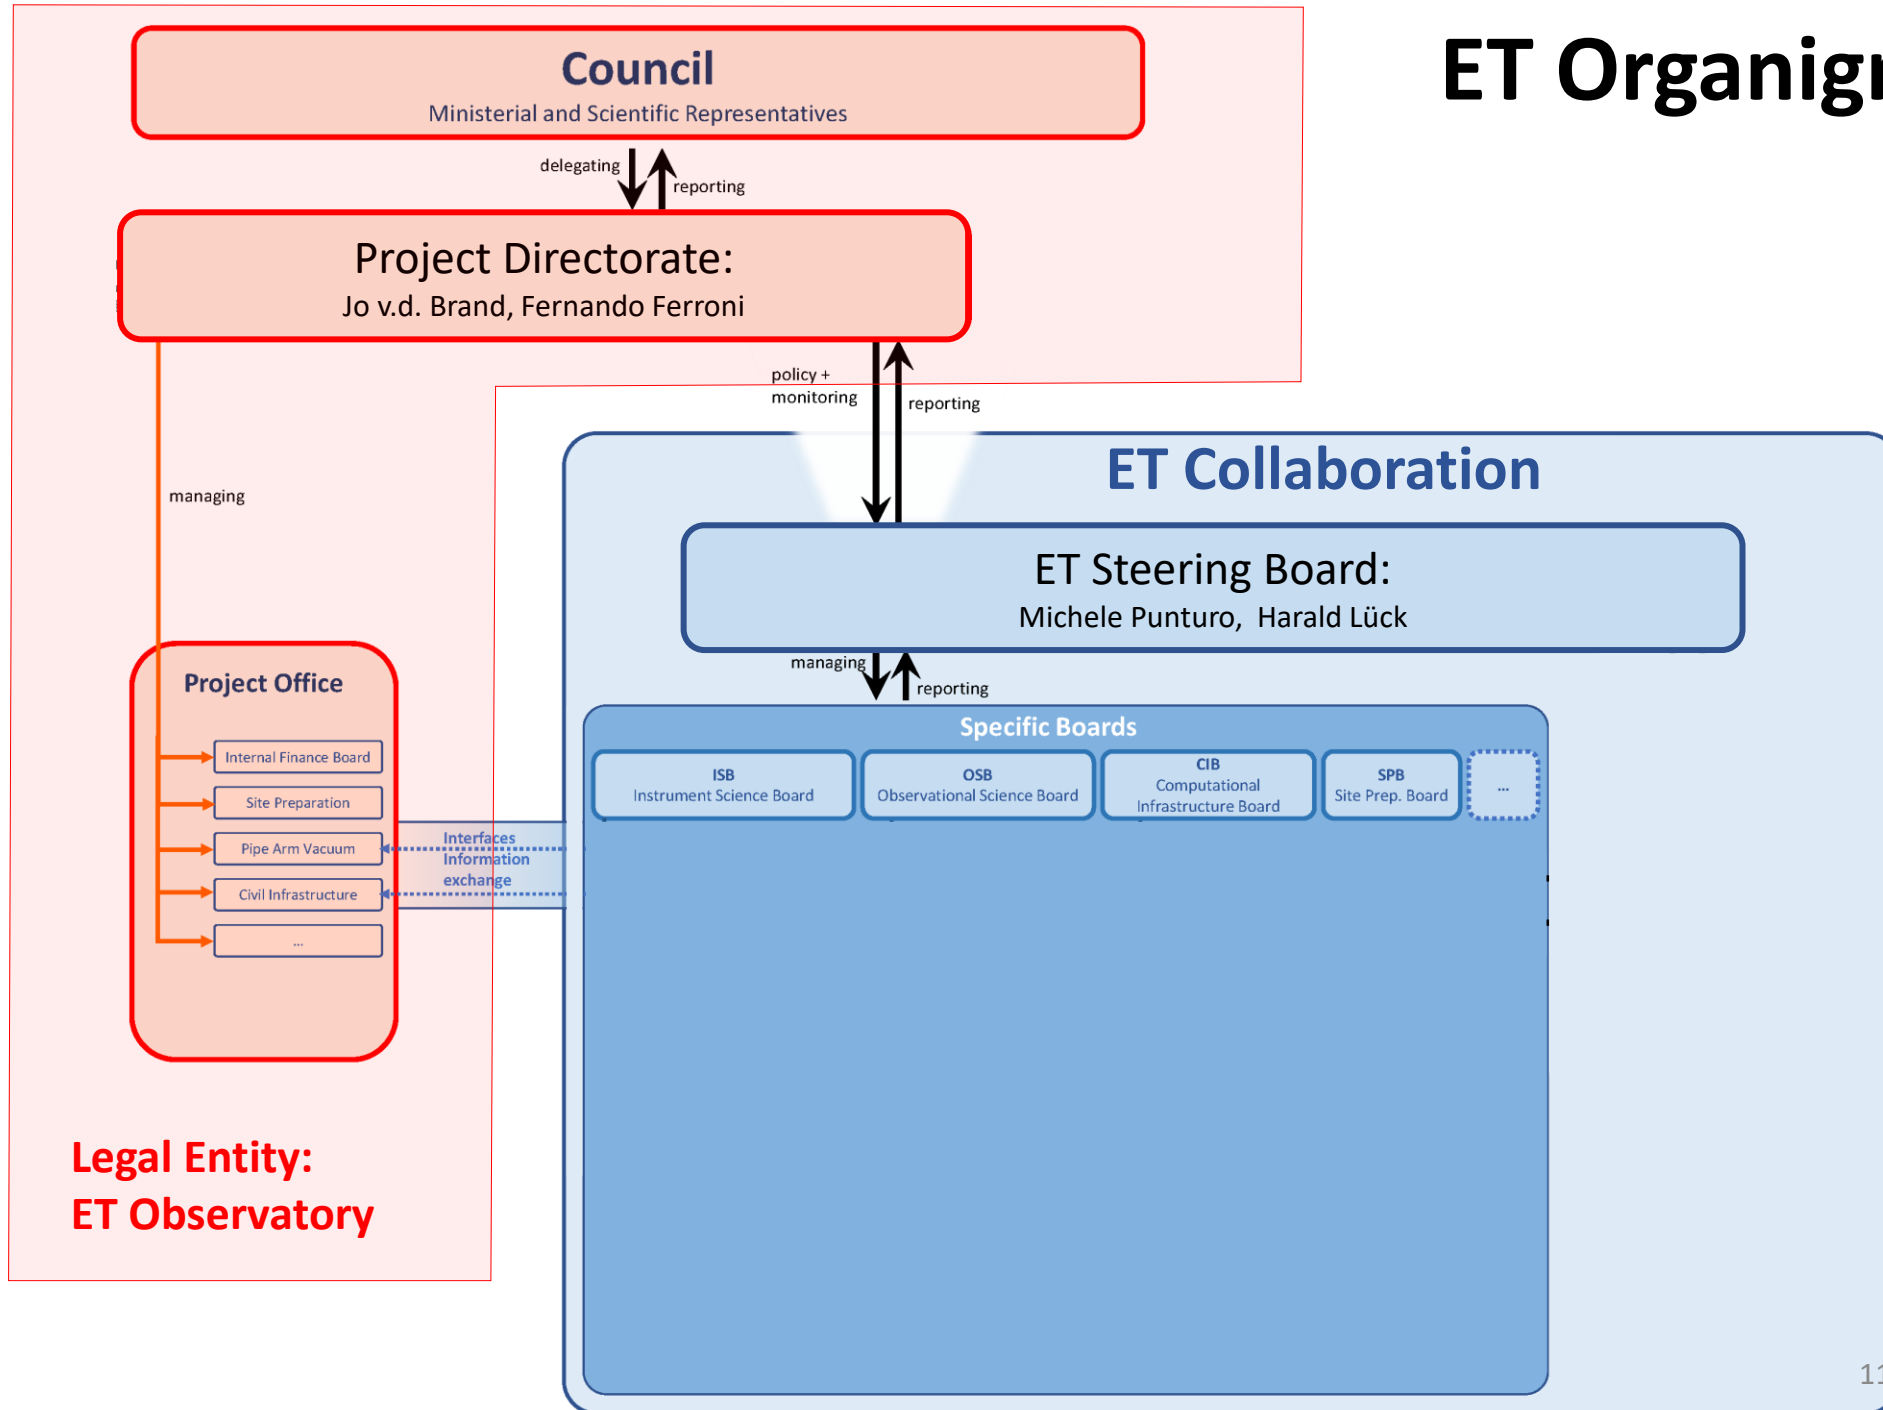 ET Organigr
Council
Ministerial and Scientific Representatives
delegating
reporting
Project Directorate:
Jo v.d. Brand, Fernando Ferroni
policy +
monitoring
reporting
managing
ET Collaboration
ET Steering Board:
Michele Punturo, Harald Lück
managing
reporting
Project Office
Internal Finance Board
Site Preparation
Pipe Arm Vacuum
Civil Infrastructure
...
Interfaces
Information
exchange
Specific Boards
ISB
Instrument Science Board
OSB
Observational Science Board
CIB
Computational
Infrastructure Board
SPB
Site Prep. Board
...
Legal Entity:
ET Observatory
11